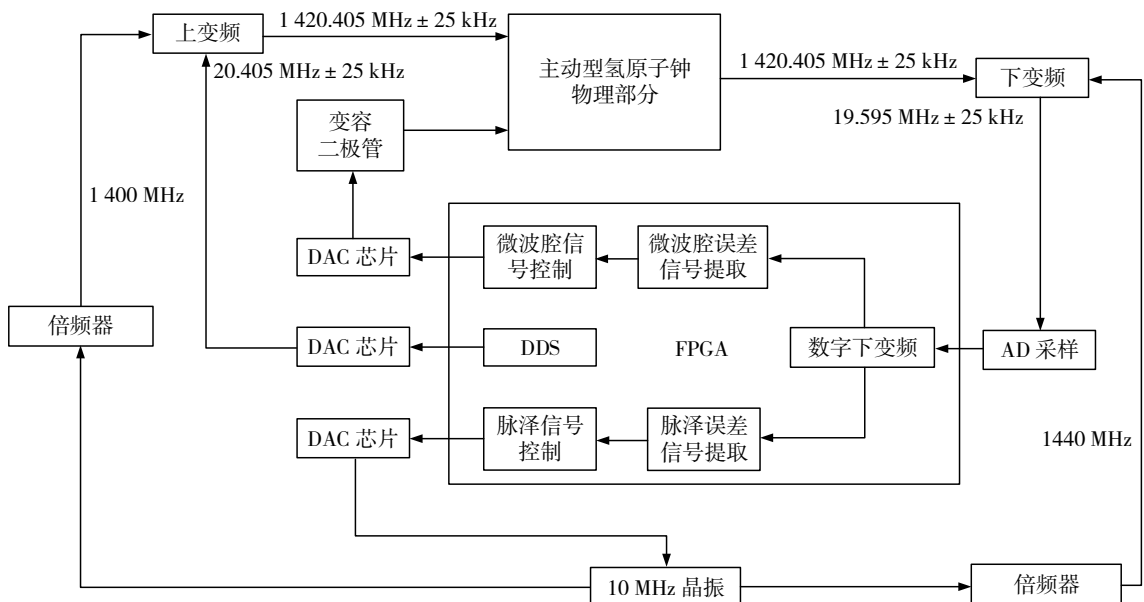 上变频
1 420.405 MHz ± 25 kHz
20.405 MHz ± 25 kHz
主动型氢原子钟
物理部分
1 420.405 MHz ± 25 kHz
下变频
19.595 MHz ± 25 kHz
变容
二极管
1 400 MHz
DAC 芯片
微波腔信
号控制
微波腔误差
信号提取
倍频器
DAC 芯片
DDS
FPGA
数字下变频
AD 采样
DAC 芯片
脉泽信号
控制
脉泽误差
信号提取
1440 MHz
10 MHz 晶振
倍频器